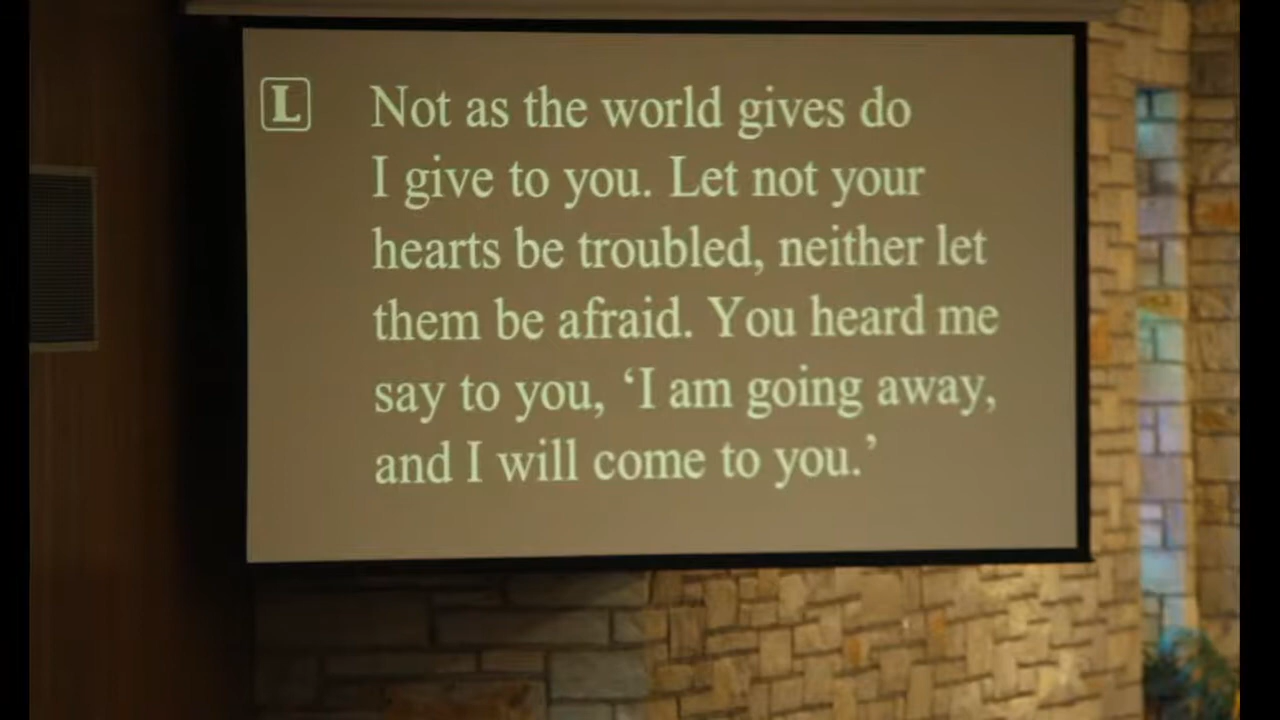 L Not as the world gives do
I give to you. Let not your
hearts be troubled, neither let
them be afraid. You heard me
say to you, ‘I am going away,
and I will come to you.’